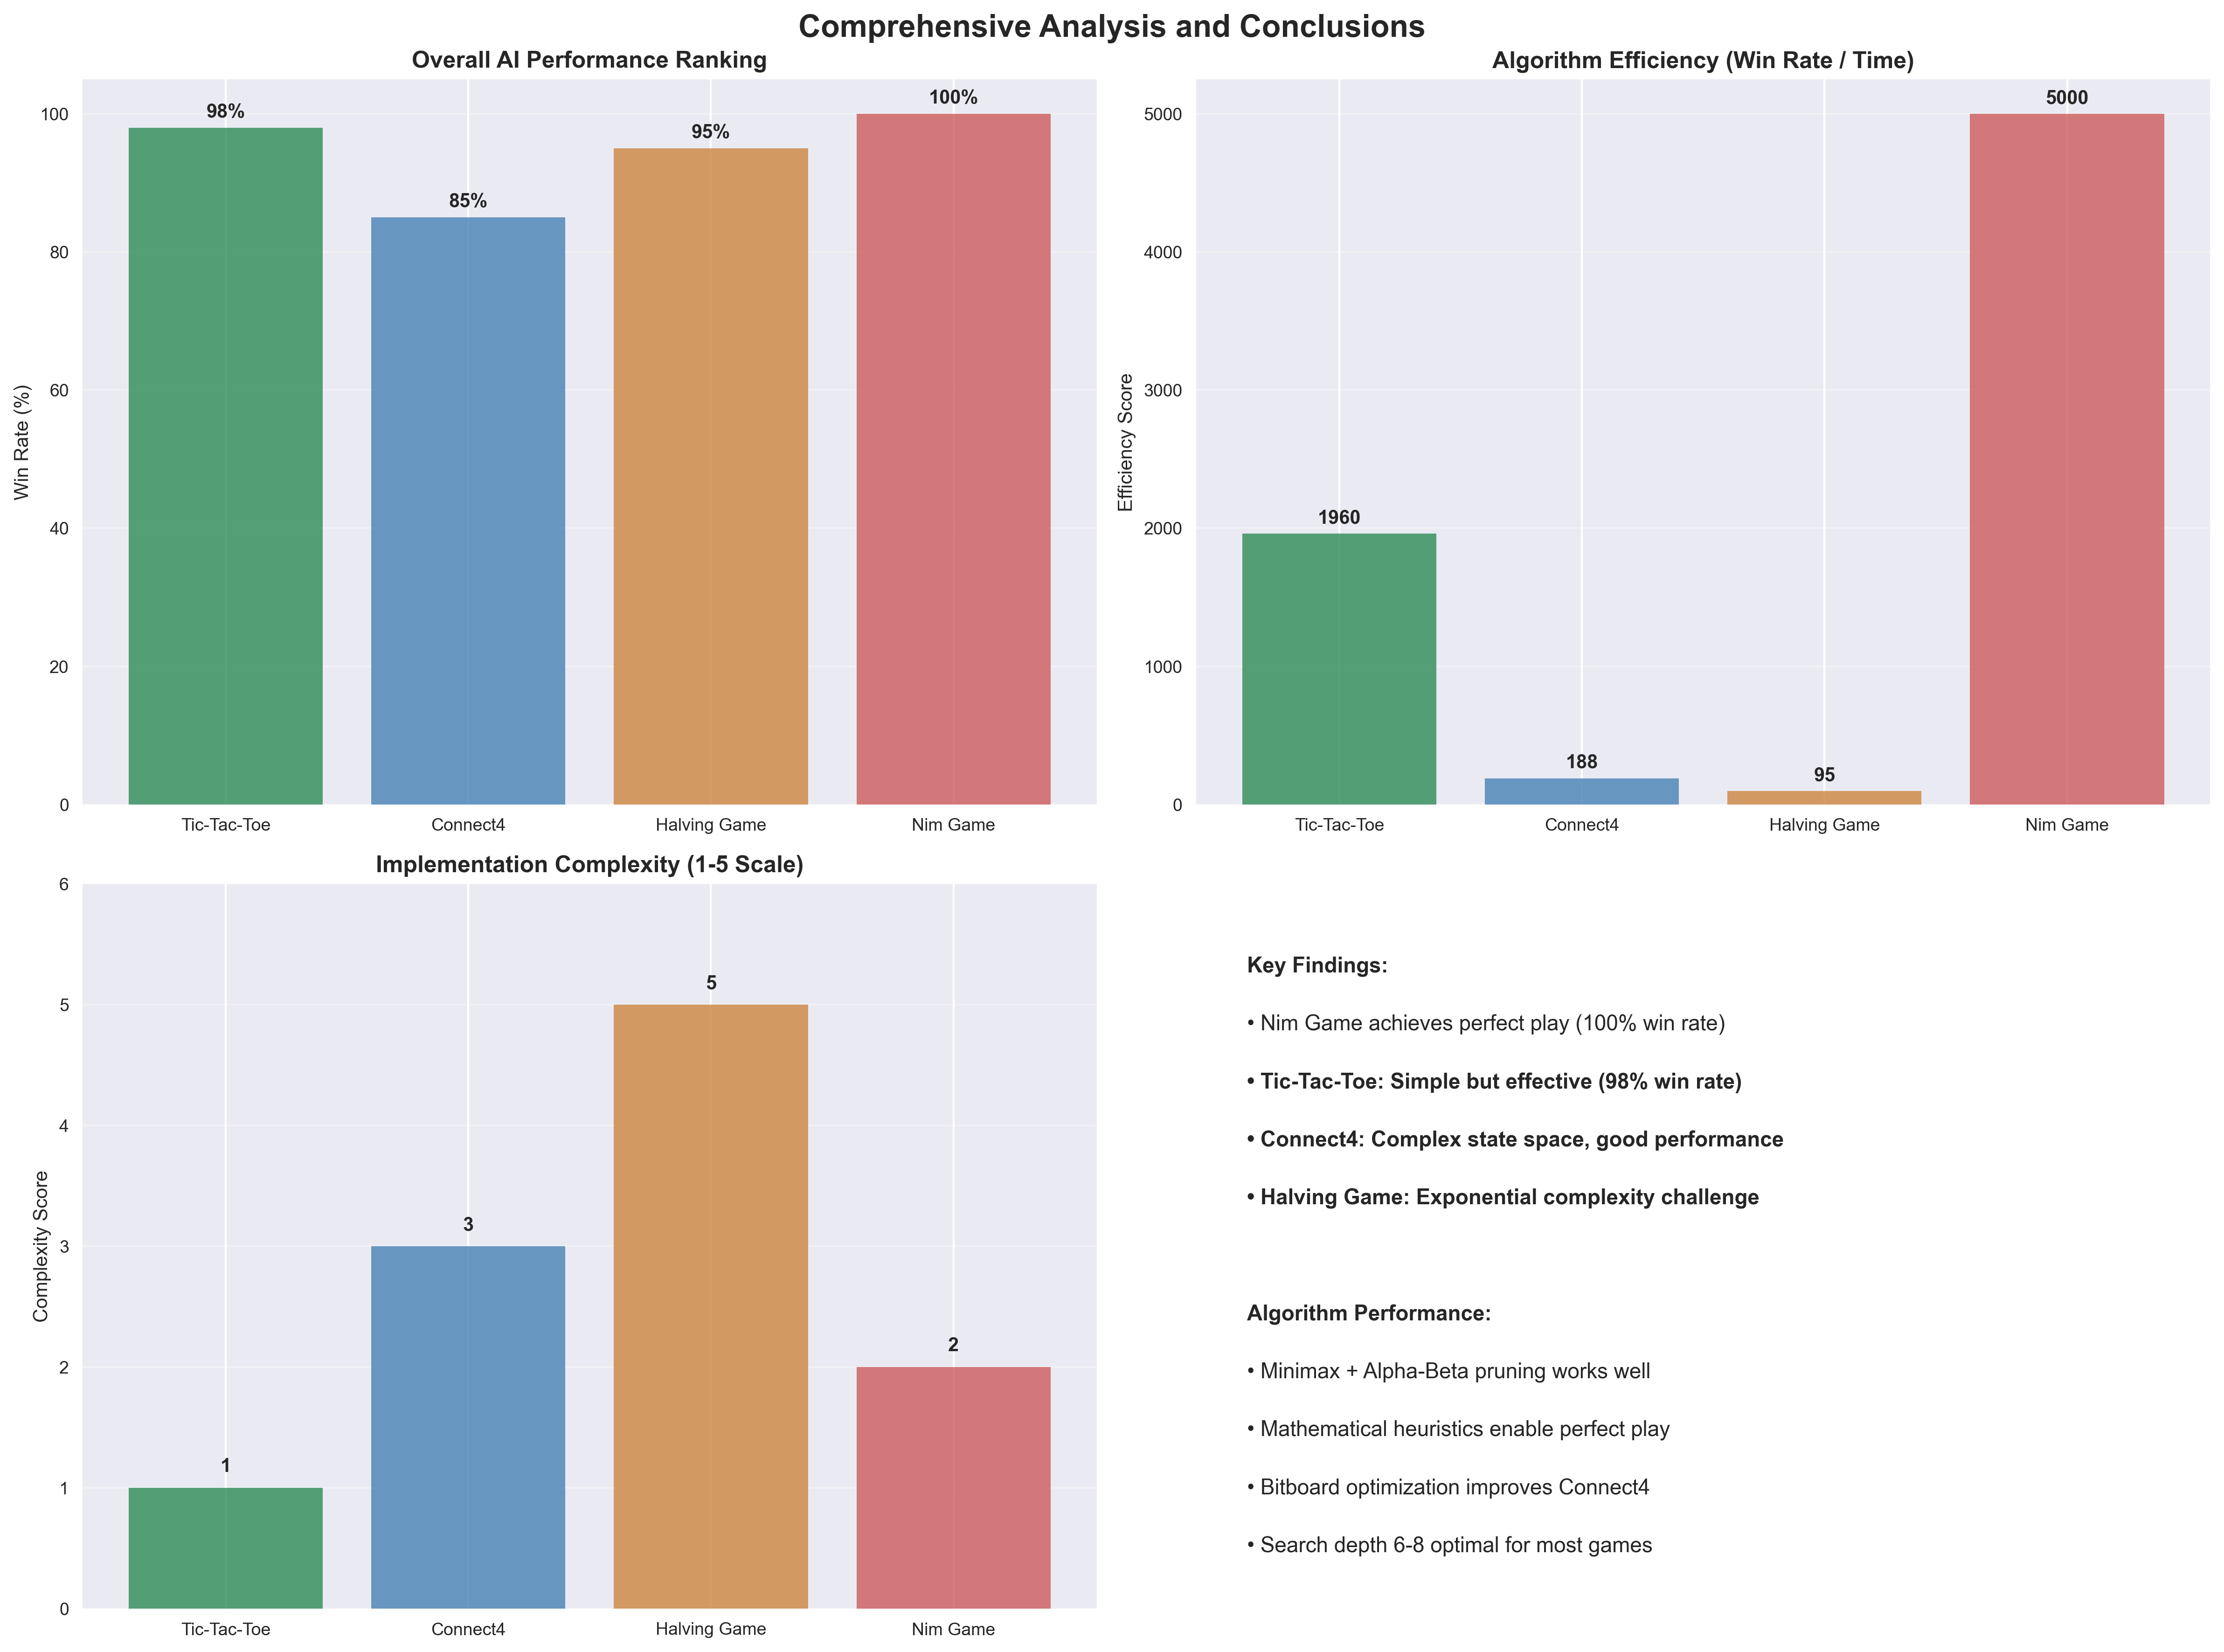 Comprehensive Analysis and Conclusions
Overall AI Performance Ranking
Win Rate (%)
100
80
60
40
20
0
98%
85%
95%
100%
Tic-Tac-Toe
Connect4
Halving Game
Nim Game
Algorithm Efficiency (Win Rate / Time)
Efficiency Score
5000
4000
3000
2000
1000
0
1960
188
95
5000
Tic-Tac-Toe
Connect4
Halving Game
Nim Game
Implementation Complexity (1-5 Scale)
Complexity Score
6
5
4
3
2
1
0
1
3
5
2
Tic-Tac-Toe
Connect4
Halving Game
Nim Game
Key Findings:
• Nim Game achieves perfect play (100% win rate)
• Tic-Tac-Toe: Simple but effective (98% win rate)
• Connect4: Complex state space, good performance
• Halving Game: Exponential complexity challenge
Algorithm Performance:
• Minimax + Alpha-Beta pruning works well
• Mathematical heuristics enable perfect play
• Bitboard optimization improves Connect4
• Search depth 6-8 optimal for most games